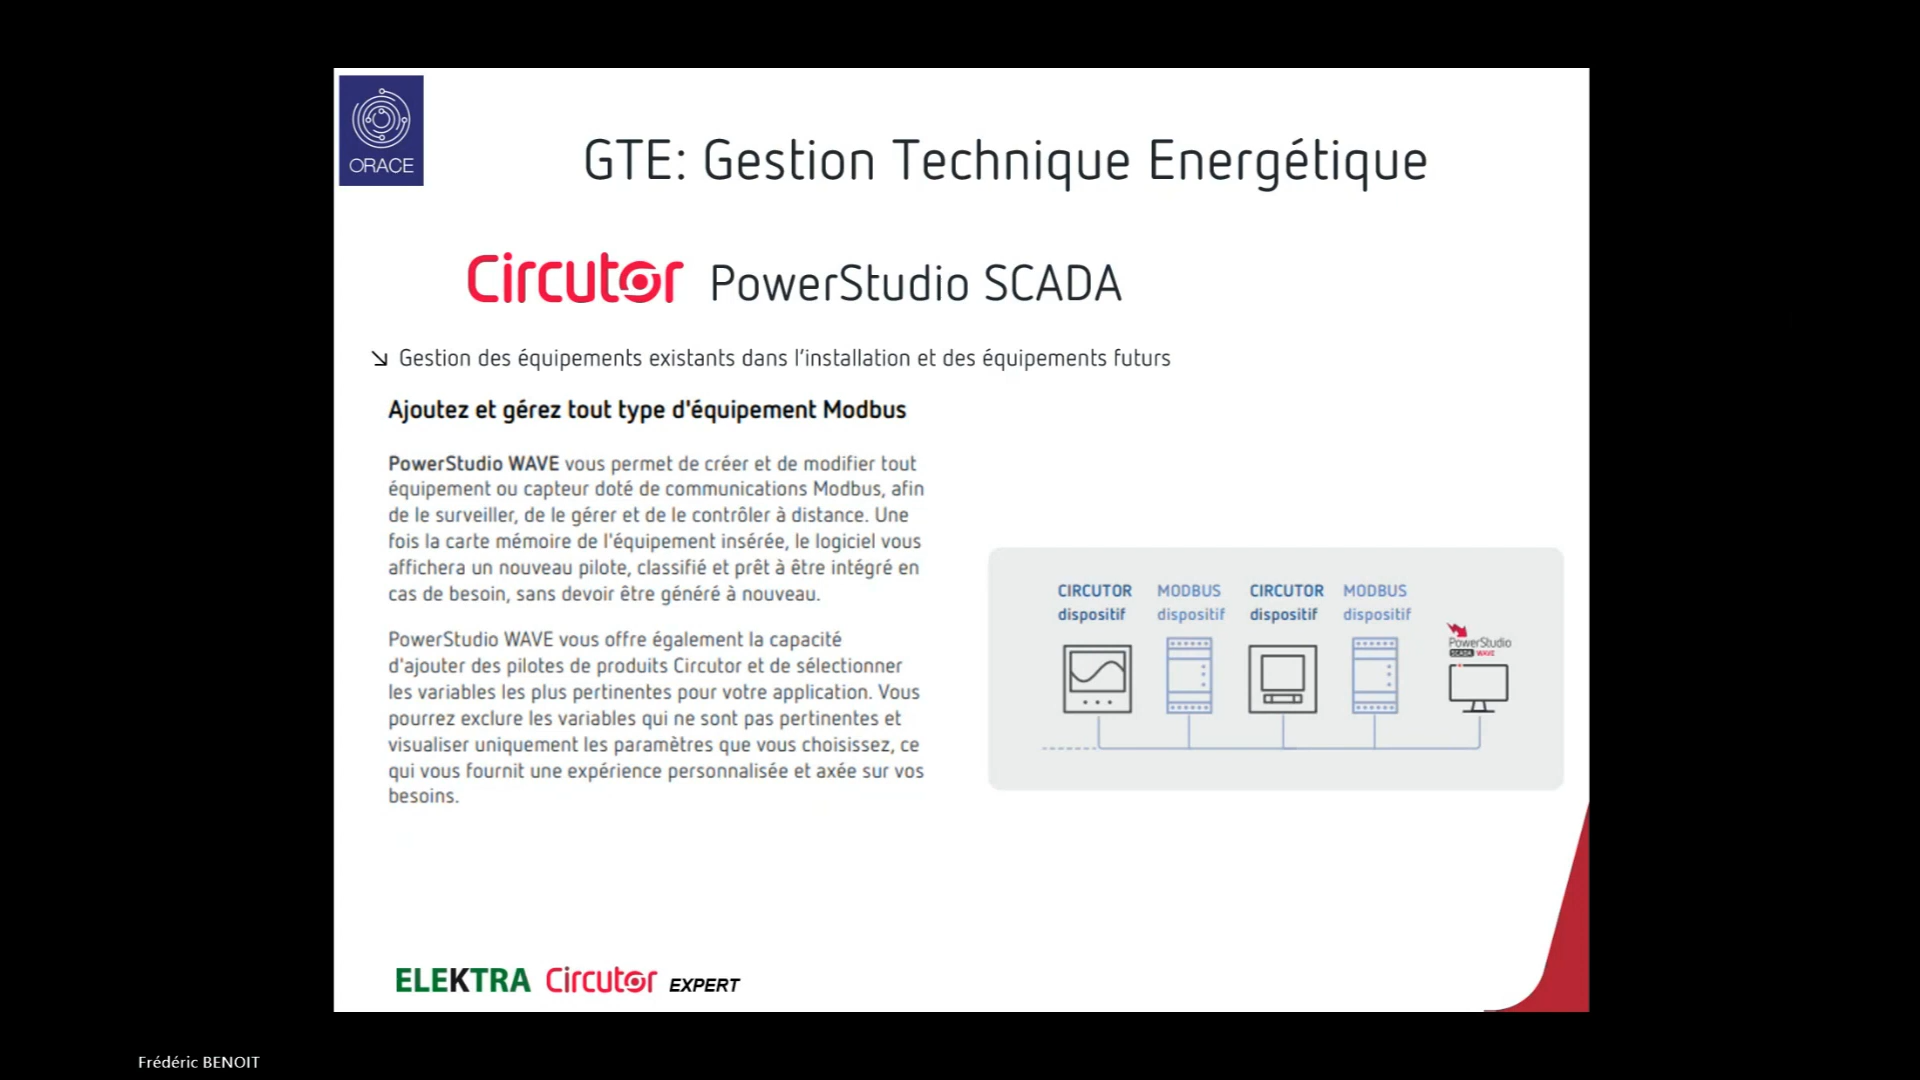 ORACE
GTE: Gestion Technique Energétique
Circutor PowerStudio SCADA
↘ Gestion des équipements existants dans l'installation et des équipements futurs
Ajoutez et gérez tout type d'équipement Modbus
PowerStudio WAVE vous permet de créer et de modifier tout
équipement ou capteur doté de communications Modbus, afin
de le surveiller, de le gérer et de le contrôler à distance. Une
fois la carte mémoire de l'équipement insérée, le logiciel vous
affichera un nouveau pilote, classifié et prêt à être intégré en
cas de besoin, sans devoir être généré à nouveau.
PowerStudio WAVE vous offre également la capacité
d'ajouter des pilotes de produits Circutor et de sélectionner
les variables les plus pertinentes pour votre application. Vous
pourrez exclure les variables qui ne sont pas pertinentes et
visualiser uniquement les paramètres que vous choisissez, ce
qui vous fournit une expérience personnalisée et axée sur vos
besoins.
CIRCUTOR MODBUS CIRCUTOR MODBUS
dispositif dispositif dispositif dispositif
PowerStudio
SCADA WAVE
ELEKTRA Circutor EXPERT
Frédéric BENOIT